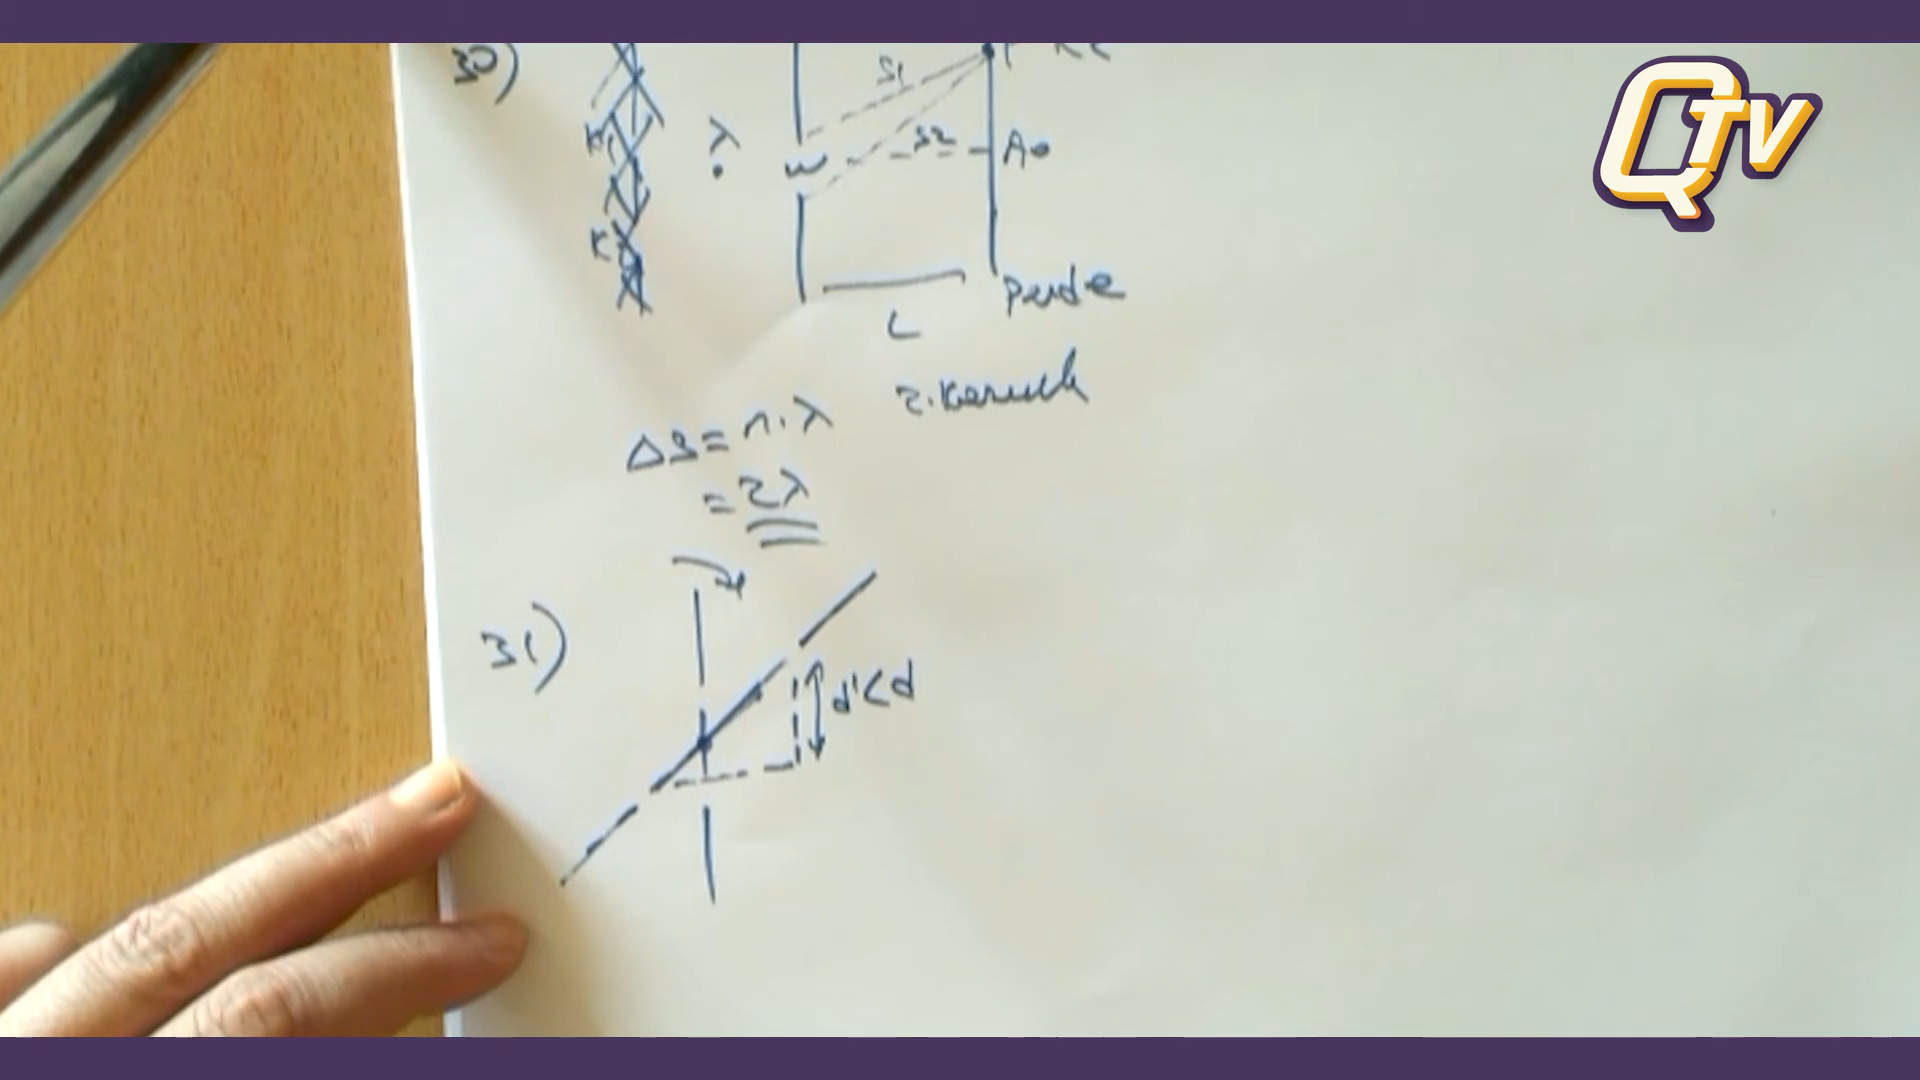 QTV
30)
S1
K
λ
W
S2
A0
K
Perde
L
2. karanlık
Δs = n.λ
= 2λ
31)
d'<d